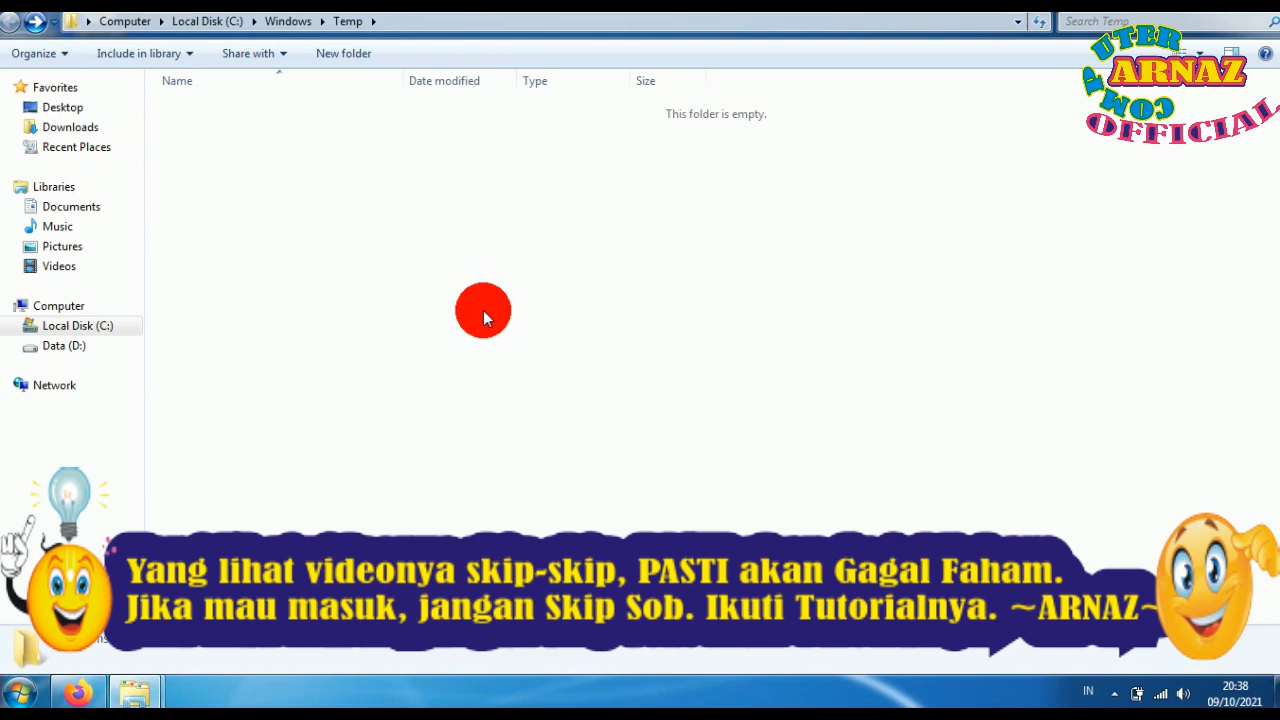 Computer Local Disk (C:) Windows Temp
Search Temp
Organize Include in library Share with New folder
Name Date modified Type Size
This folder is empty.
Favorites
Desktop
Downloads
Recent Places
Libraries
Documents
Music
Pictures
Videos
Computer
Local Disk (C:)
Data (D:)
Network
COMPUTER
ARNAZ
OFFICIAL
Yang lihat videonya skip-skip, PASTI akan Gagal Faham.
Jika mau masuk, jangan Skip Sob. Ikuti Tutorialnya. ~ARNAZ~
IN
20:38
09/10/2021